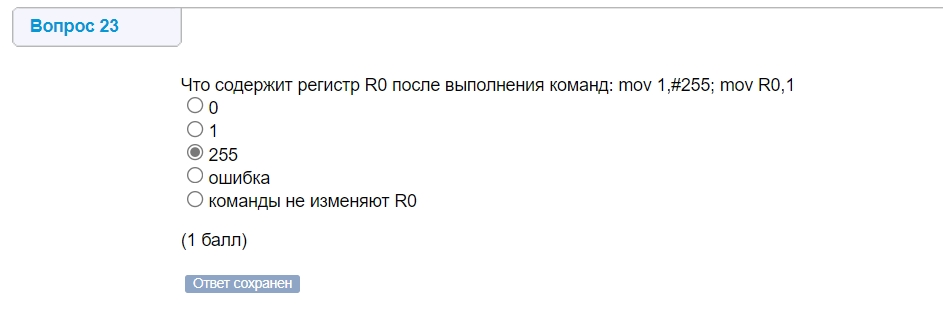 Вопрос 23
Что содержит регистр R0 после выполнения команд: mov 1,#255; mov R0,1
0
1
255
ошибка
команды не изменяют R0
(1 балл)
Ответ сохранен